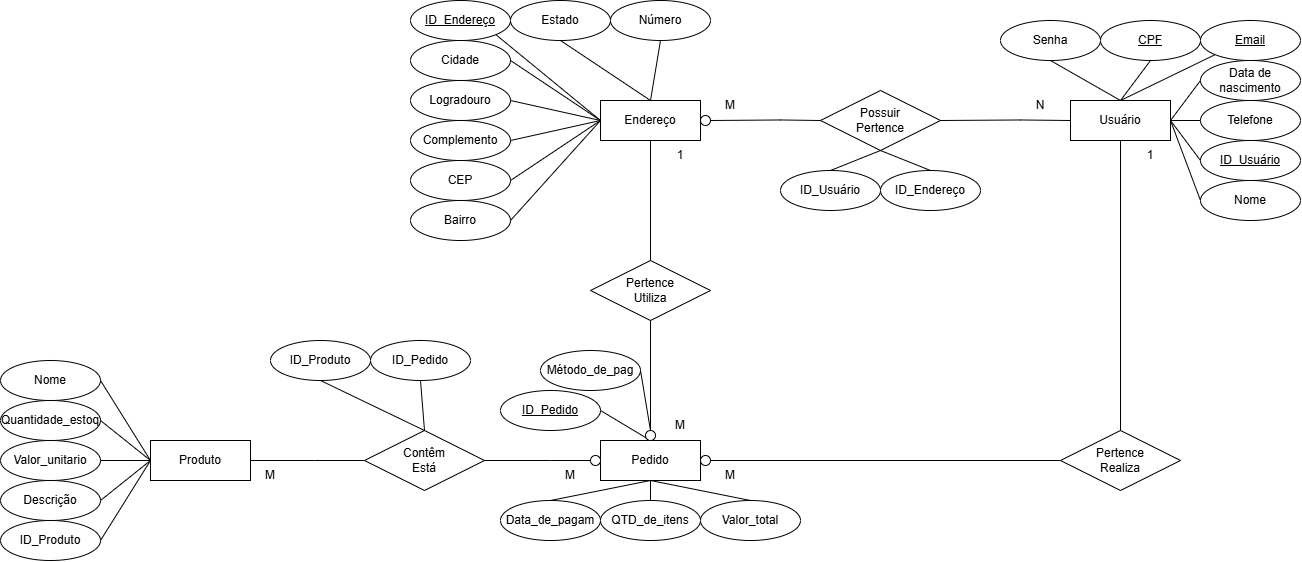 ID_Endereço
Estado
Número
Cidade
Logradouro
Complemento
CEP
Bairro
Endereço
M
1
Possuir
Pertence
ID_Usuário
ID_Endereço
N
Senha
CPF
Email
Data de
nascimento
Telefone
ID_Usuário
Nome
Usuário
1
Pertence
Utiliza
Nome
Quantidade_estoq
Valor_unitario
Descrição
ID_Produto
Produto
M
ID_Produto
ID_Pedido
Contêm
Está
M
Método_de_pag
ID_Pedido
M
Pedido
M
Data_de_pagam
QTD_de_itens
Valor_total
Pertence
Realiza